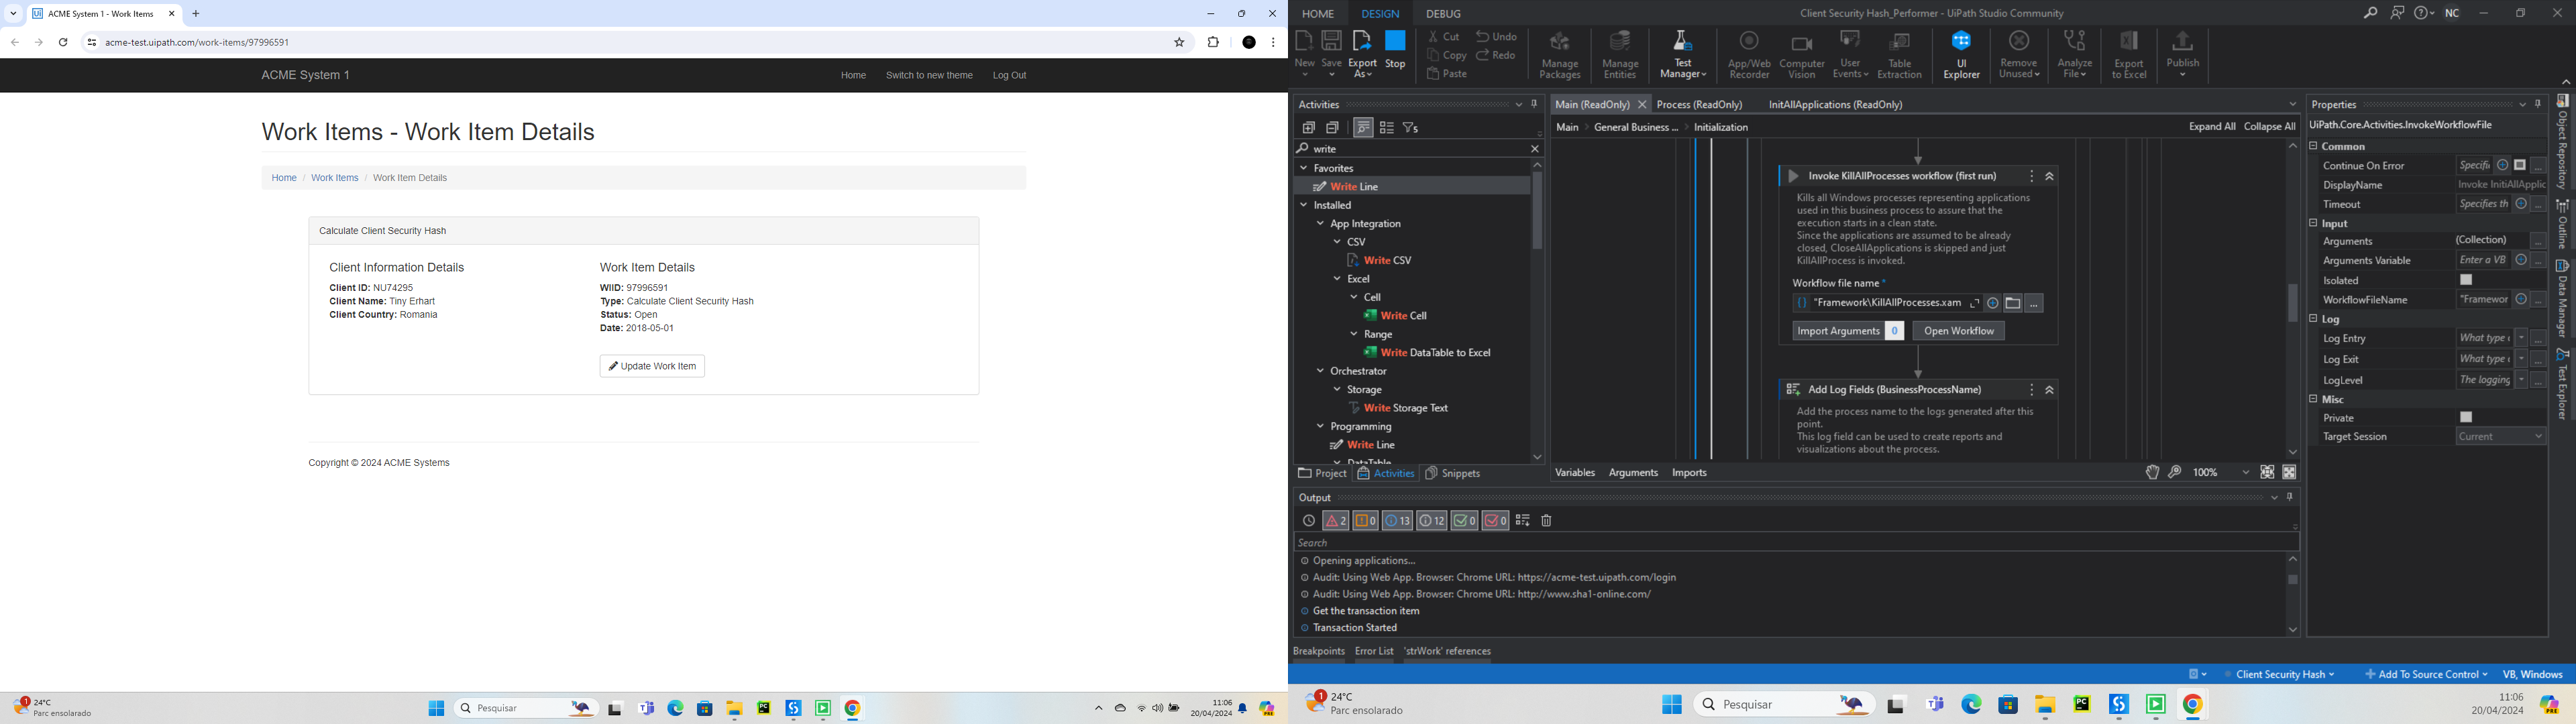 ACME System 1 - Work Items
acme-test.uipath.com/work-items/97996591
ACME System 1
Home
Switch to new theme
Log Out
Work Items - Work Item Details
Home / Work Items / Work Item Details
Calculate Client Security Hash
Client Information Details
Client ID: NU74295
Client Name: Tiny Erhart
Client Country: Romania
Work Item Details
WIID: 97996591
Type: Calculate Client Security Hash
Status: Open
Date: 2018-05-01
Update Work Item
Copyright © 2024 ACME Systems
1
24°C
Parc ensolarado
Pesquisar
11:06
20/04/2024
HOME
DESIGN
DEBUG
Client Security Hash_Performer - UiPath Studio Community
NC
New
Save
Export As
Stop
Cut
Copy
Paste
Undo
Redo
Manage Packages
Manage Entities
Test Manager
App/Web Recorder
Computer Vision
User Events
Table Extraction
UI Explorer
Remove Unused
Analyze File
Export to Excel
Publish
Activities
5
write
Favorites
Write Line
Installed
App Integration
CSV
Write CSV
Excel
Cell
Write Cell
Range
Write DataTable to Excel
Orchestrator
Storage
Write Storage Text
Programming
Write Line
DataTable
Project
Activities
Snippets
Main (ReadOnly)
Process (ReadOnly)
InitAllApplications (ReadOnly)
Main
General Business ...
Initialization
Expand All
Collapse All
Invoke KillAllProcesses workflow (first run)
Kills all Windows processes representing applications
used in this business process to assure that the
execution starts in a clean state.
Since the applications are assumed to be already
closed, CloseAllApplications is skipped and just
KillAllProcess is invoked.
Workflow file name *
"Framework\KillAllProcesses.xam
Import Arguments 0
Open Workflow
Add Log Fields (BusinessProcessName)
Add the process name to the logs generated after this
point.
This log field can be used to create reports and
visualizations about the process.
Variables
Arguments
Imports
100%
Properties
UiPath.Core.Activities.InvokeWorkflowFile
Common
Continue On Error Specifi
DisplayName Invoke InitiAllApplic
Timeout Specifies th
Input
Arguments (Collection)
Arguments Variable Enter a VB
Isolated
WorkflowFileName "Framewor
Log
Log Entry What type
Log Exit What type
LogLevel The logging
Misc
Private
Target Session Current
Object Repository
Outline
Data Manager
Test Explorer
Output
2
0
13
12
0
0
Search
Opening applications...
Audit: Using Web App. Browser: Chrome URL: https://acme-test.uipath.com/login
Audit: Using Web App. Browser: Chrome URL: http://www.sha1-online.com/
Get the transaction item
Transaction Started
Breakpoints
Error List
'strWork' references
Client Security Hash
Add To Source Control
VB, Windows
1
24°C
Parc ensolarado
Pesquisar
11:06
20/04/2024